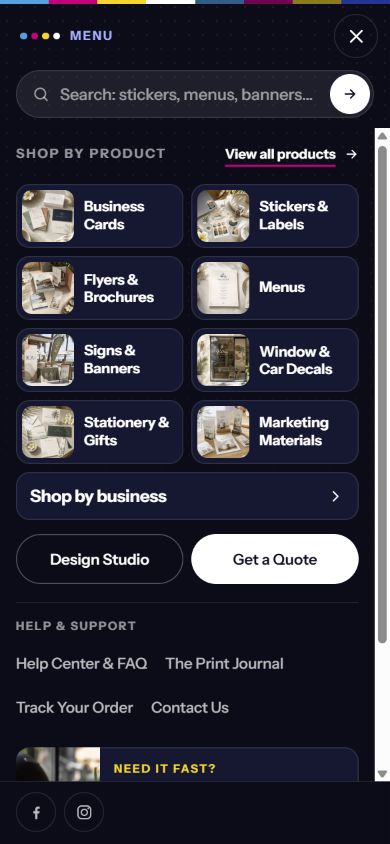 MENU
Search: stickers, menus, banners...
SHOP BY PRODUCT
View all products →
Business
Cards
Stickers &
Labels
Flyers &
Brochures
Menus
Signs &
Banners
Window &
Car Decals
Stationery &
Gifts
Marketing
Materials
Shop by business
Design Studio
Get a Quote
HELP & SUPPORT
Help Center & FAQ
The Print Journal
Track Your Order
Contact Us
NEED IT FAST?